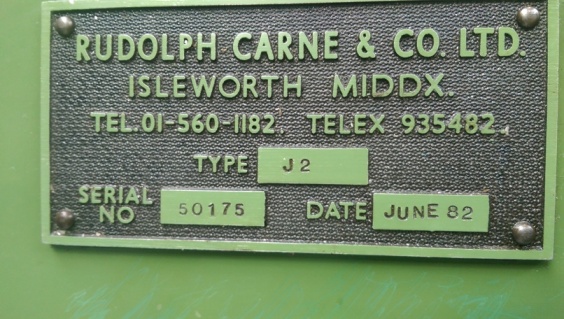 RUDOLPH CARNE & CO. LTD.
ISLEWORTH MIDDX.
TEL. 01-560-1182. TELEX 935482.
TYPE J2
SERIAL NO 50175 DATE JUNE 82